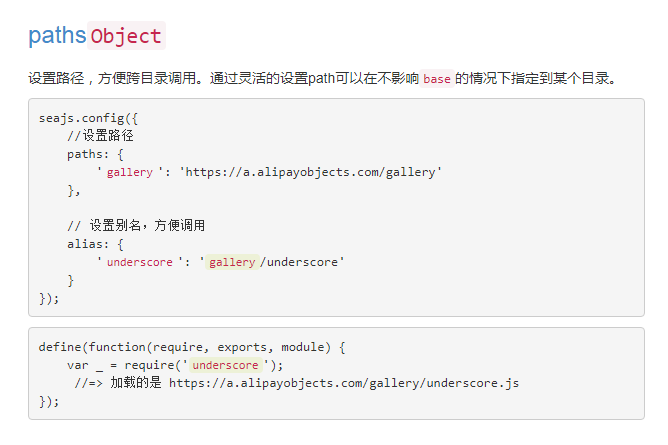 paths Object
设置路径，方便跨目录调用。通过灵活的设置path可以在不影响 base 的情况下指定到某个目录。
seajs.config({
    //设置路径
    paths: {
        'gallery': 'https://a.alipayobjects.com/gallery'
    },

    // 设置别名，方便调用
    alias: {
        'underscore': 'gallery/underscore'
    }
});
define(function(require, exports, module) {
    var _ = require('underscore');
     //=> 加载的是 https://a.alipayobjects.com/gallery/underscore.js
});